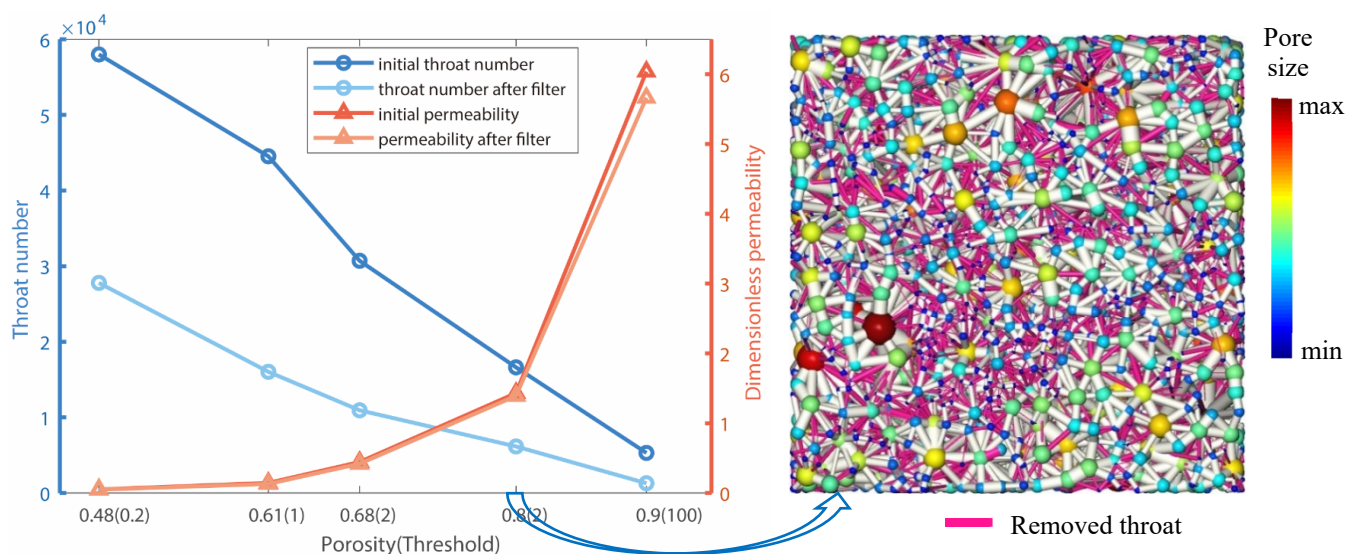 ×10⁴
6
5
4
3
2
1
0
Throat number
initial throat number
throat number after filter
initial permeability
permeability after filter
6
5
4
3
2
1
0
Dimensionless permeability
0.48(0.2)
0.61(1)
0.68(2)
0.8(2)
0.9(100)
Porosity(Threshold)
Pore
size
max
min
Removed throat